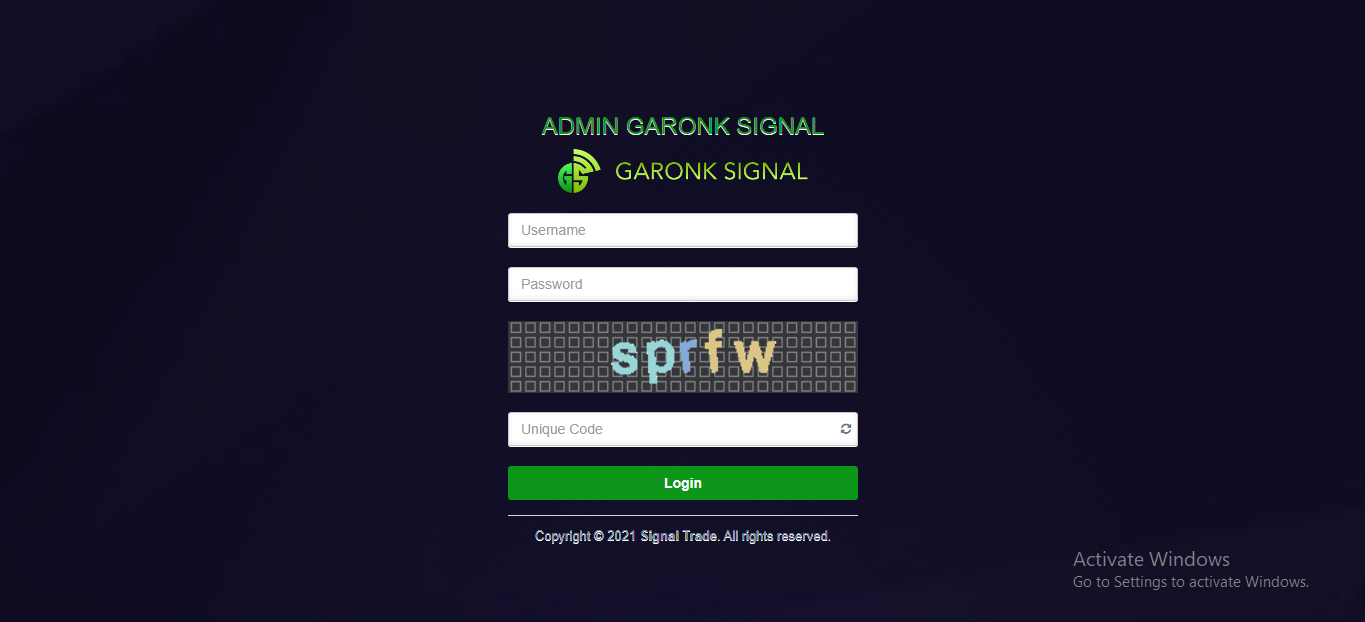 ADMIN GARONK SIGNAL
GS GARONK SIGNAL
Username
Password
sprfw
Unique Code
Login
Copyright © 2021 Signal Trade. All rights reserved.
Activate Windows
Go to Settings to activate Windows.